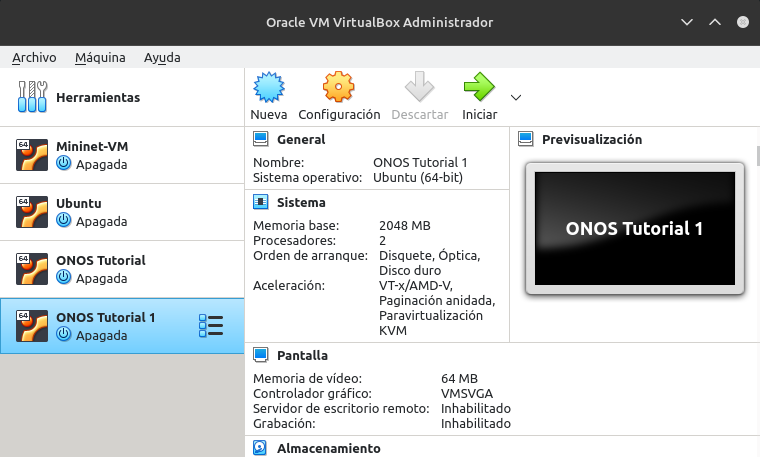 Oracle VM VirtualBox Administrador
Archivo Máquina Ayuda
Herramientas
64
Mininet-VM
Apagada
64
Ubuntu
Apagada
64
ONOS Tutorial
Apagada
64
ONOS Tutorial 1
Apagada
Nueva Configuración Descartar Iniciar
General
Nombre: ONOS Tutorial 1
Sistema operativo: Ubuntu (64-bit)
Sistema
Memoria base: 2048 MB
Procesadores: 2
Orden de arranque: Disquete, Óptica,
Disco duro
Aceleración: VT-x/AMD-V,
Paginación anidada,
Paravirtualización
KVM
Previsualización
ONOS Tutorial 1
Pantalla
Memoria de vídeo: 64 MB
Controlador gráfico: VMSVGA
Servidor de escritorio remoto: Inhabilitado
Grabación: Inhabilitado
Almacenamiento